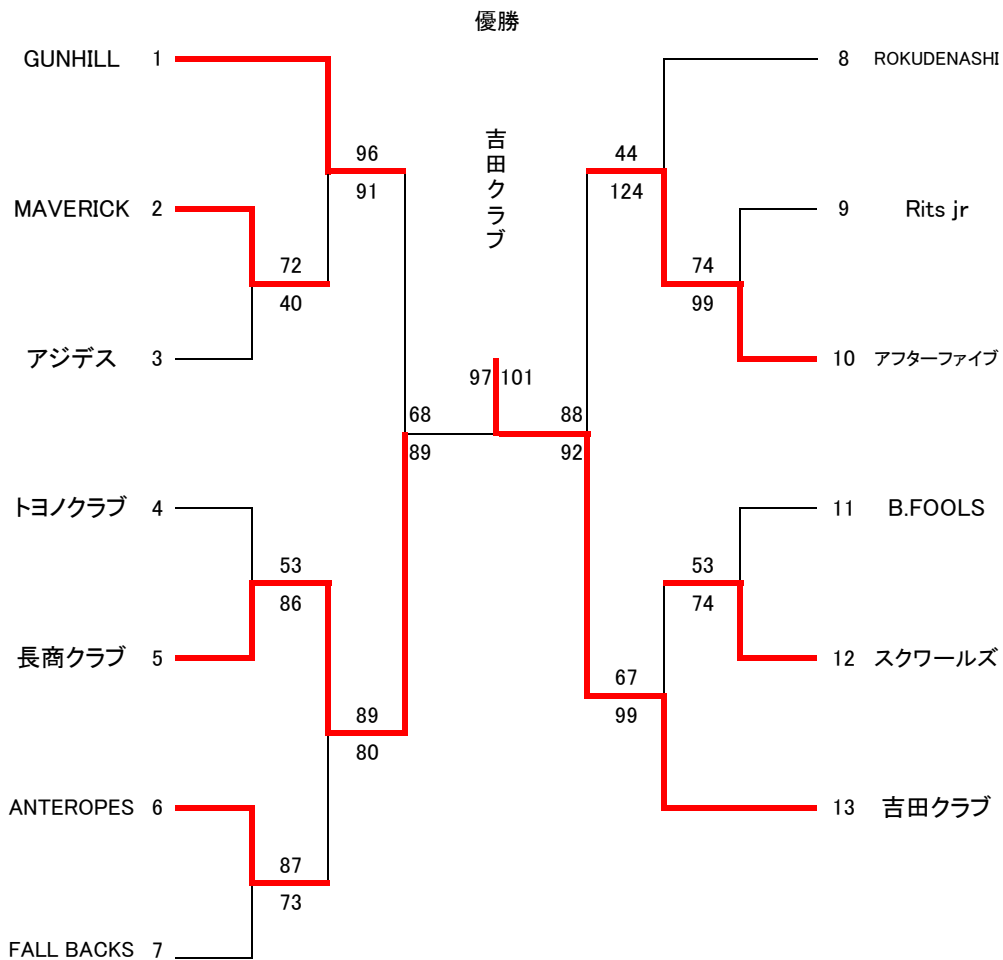 優勝
GUNHILL 1
8 ROKUDENASHI
吉田クラブ
96
44
91
124
MAVERICK 2
9 Rits jr
72
74
40
99
アジデス 3
10 アフターファイブ
97 101
68
88
89
92
トヨノクラブ 4
11 B.FOOLS
53
53
86
74
長商クラブ 5
12 スクワールズ
67
89
99
80
ANTEROPES 6
13 吉田クラブ
87
73
FALL BACKS 7